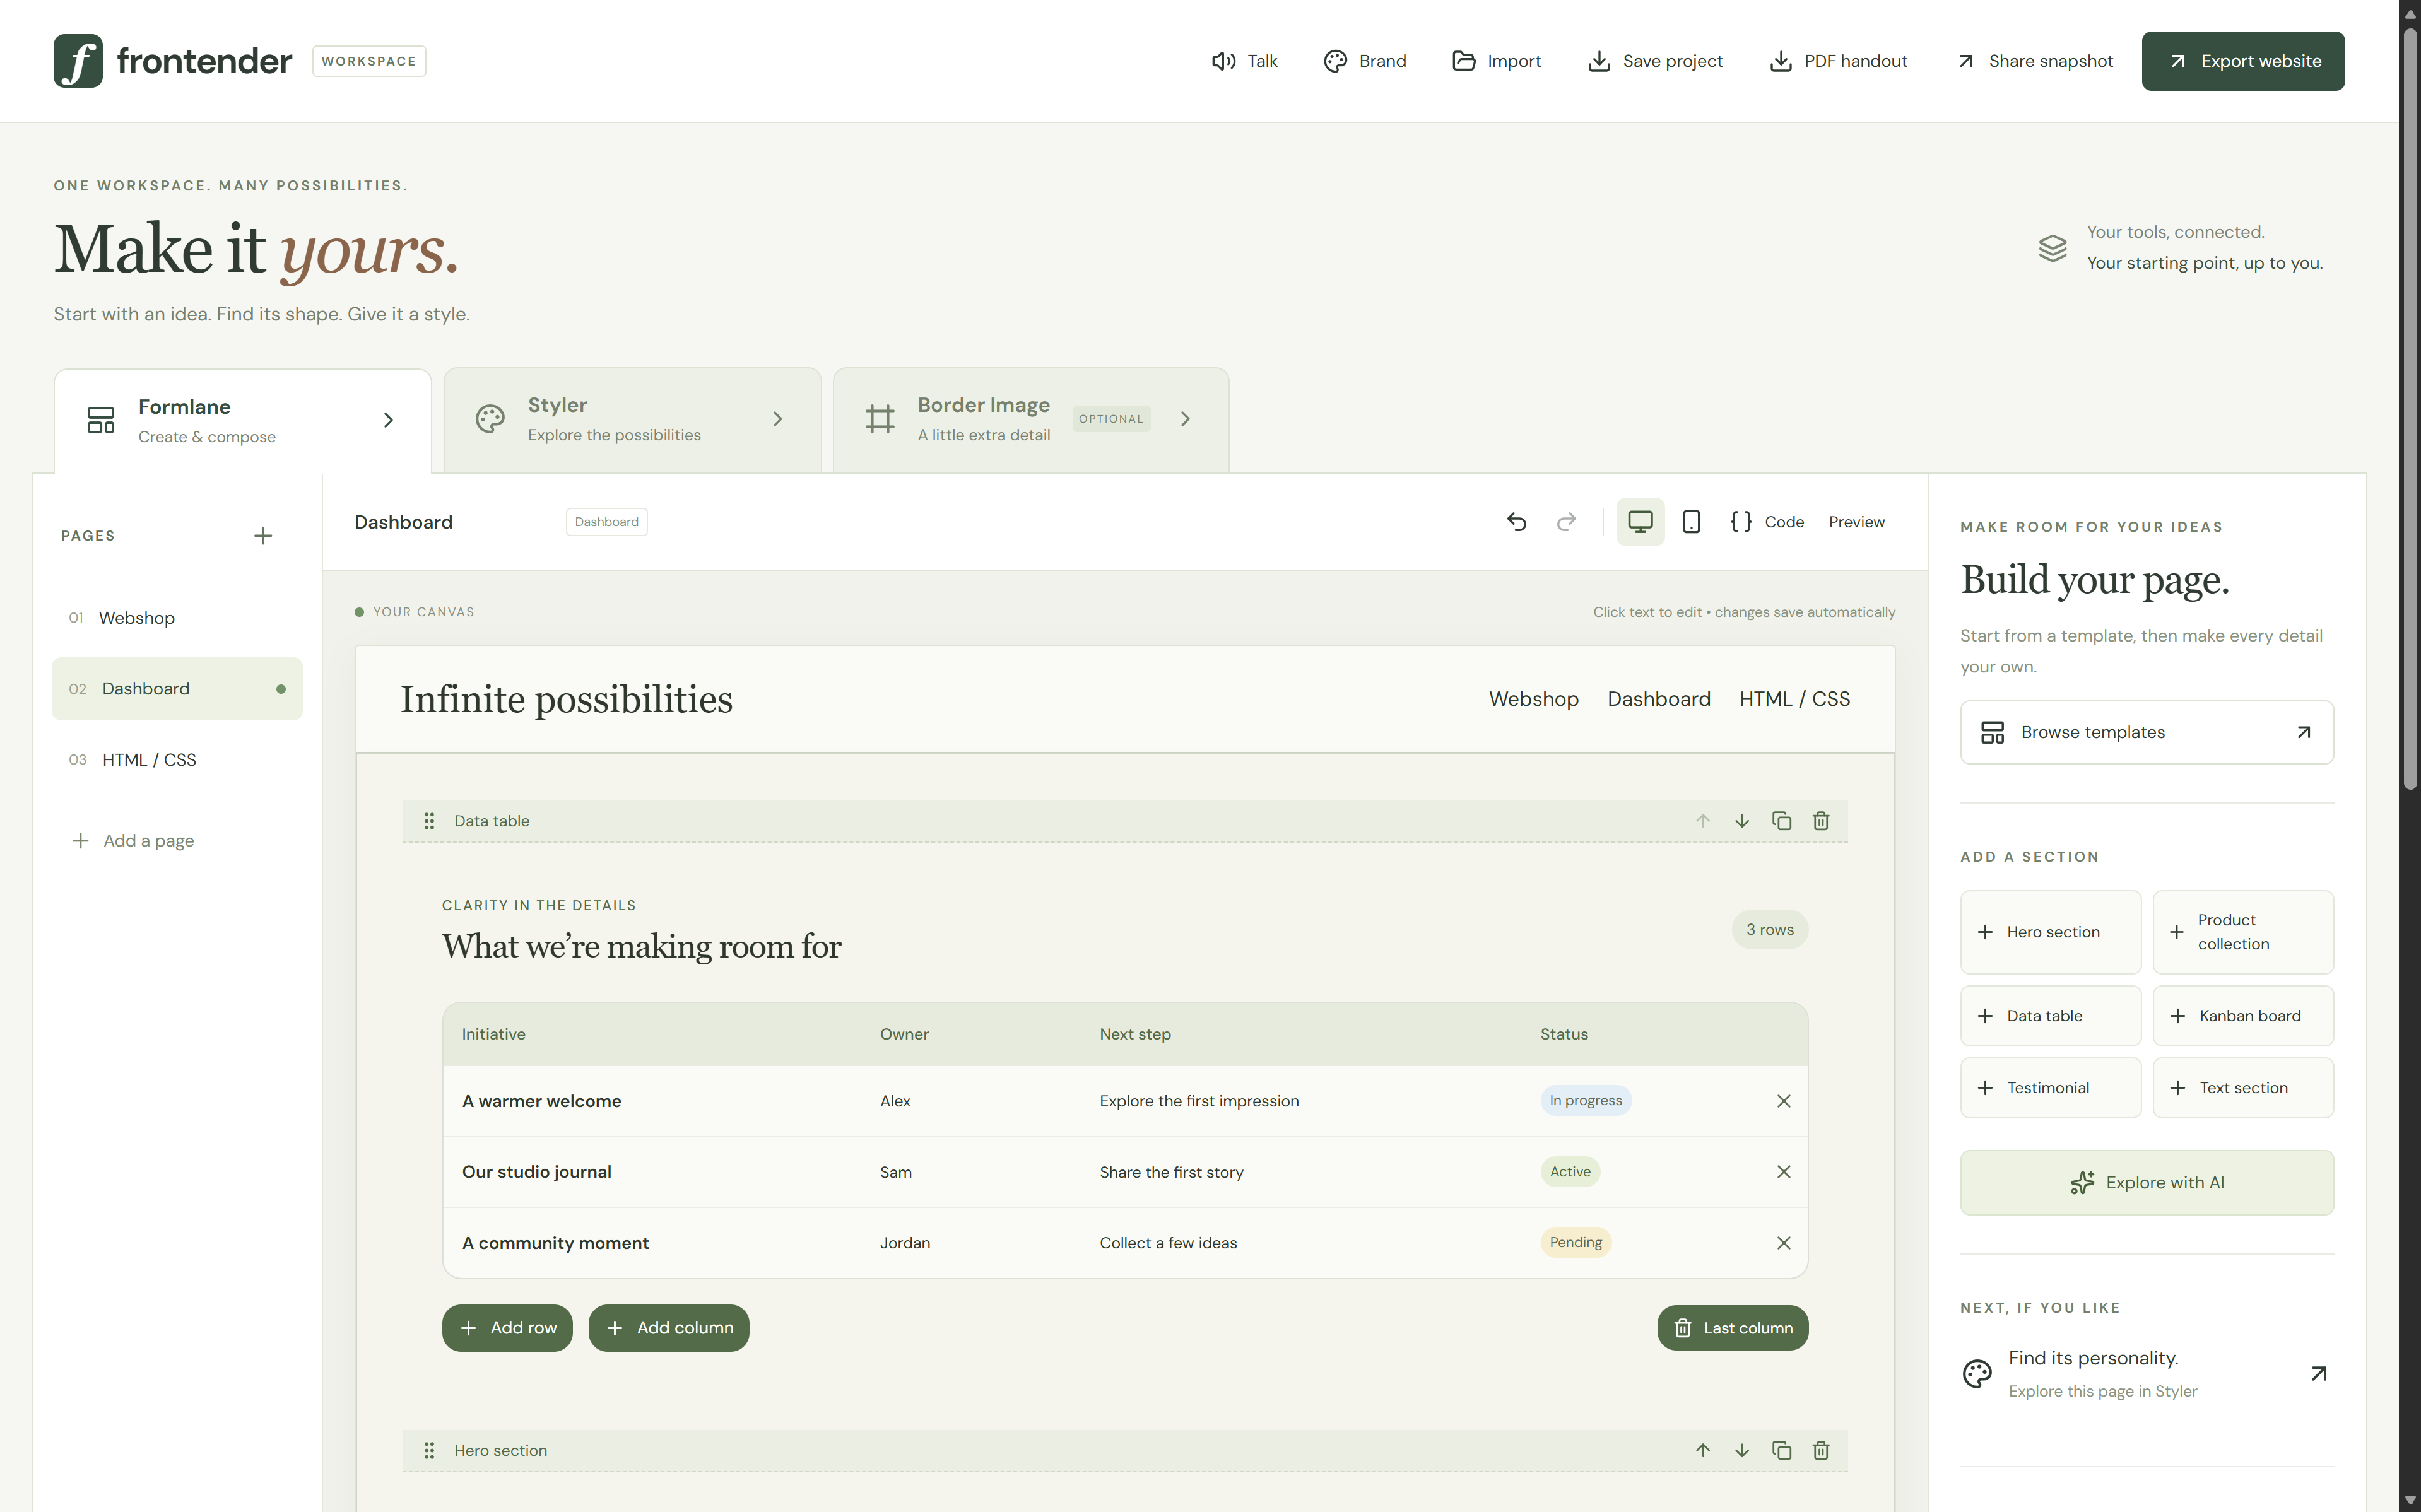 f frontender WORKSPACE Talk Brand Import Save project PDF handout Share snapshot Export website
ONE WORKSPACE. MANY POSSIBILITIES.
Make it yours.
Start with an idea. Find its shape. Give it a style.
Your tools, connected.
Your starting point, up to you.
Formlane
Create & compose
Styler
Explore the possibilities
Border Image
A little extra detail
OPTIONAL
PAGES
01 Webshop
02 Dashboard
03 HTML / CSS
Add a page
Dashboard Dashboard Code Preview
YOUR CANVAS Click text to edit • changes save automatically
Infinite possibilities Webshop Dashboard HTML / CSS
Data table
CLARITY IN THE DETAILS
What we’re making room for
3 rows
Initiative Owner Next step Status
A warmer welcome Alex Explore the first impression In progress
Our studio journal Sam Share the first story Active
A community moment Jordan Collect a few ideas Pending
Add row Add column Last column
Hero section
MAKE ROOM FOR YOUR IDEAS
Build your page.
Start from a template, then make every detail
your own.
Browse templates
ADD A SECTION
Hero section
Product
collection
Data table Kanban board
Testimonial Text section
Explore with AI
NEXT, IF YOU LIKE
Find its personality.
Explore this page in Styler